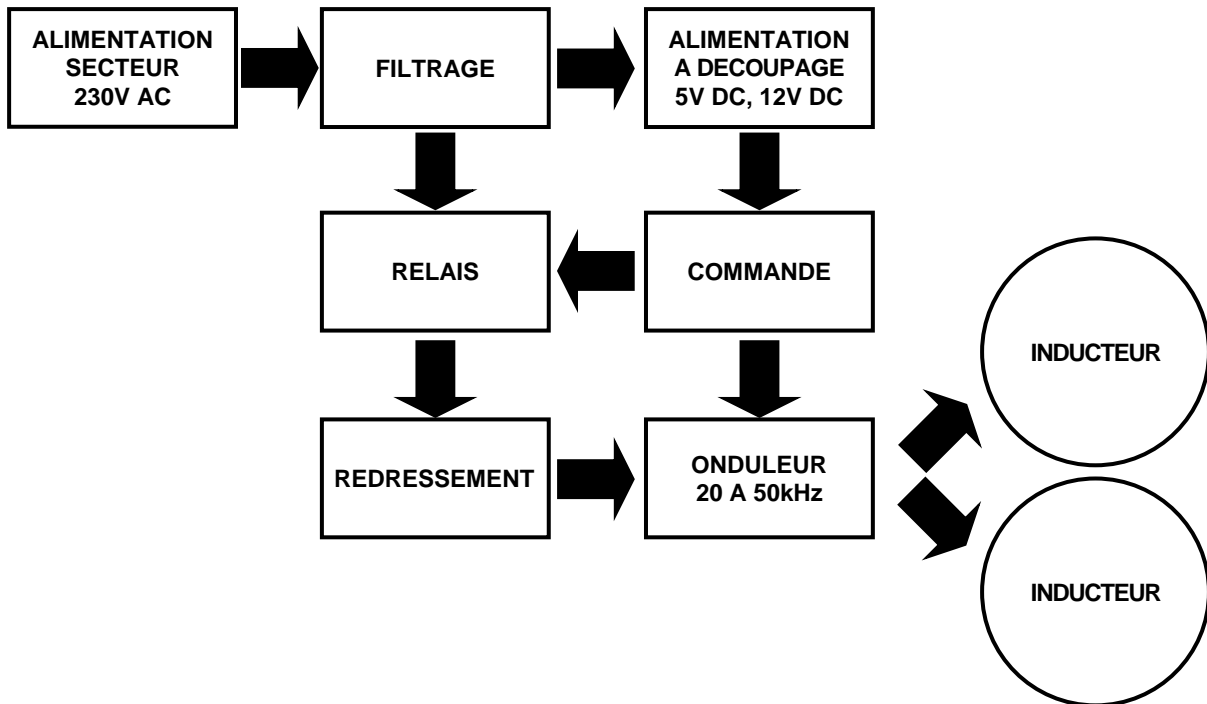 ALIMENTATION
SECTEUR
230V AC
FILTRAGE
ALIMENTATION
A DECOUPAGE
5V DC, 12V DC
RELAIS
COMMANDE
INDUCTEUR
REDRESSEMENT
ONDULEUR
20 A 50kHz
INDUCTEUR